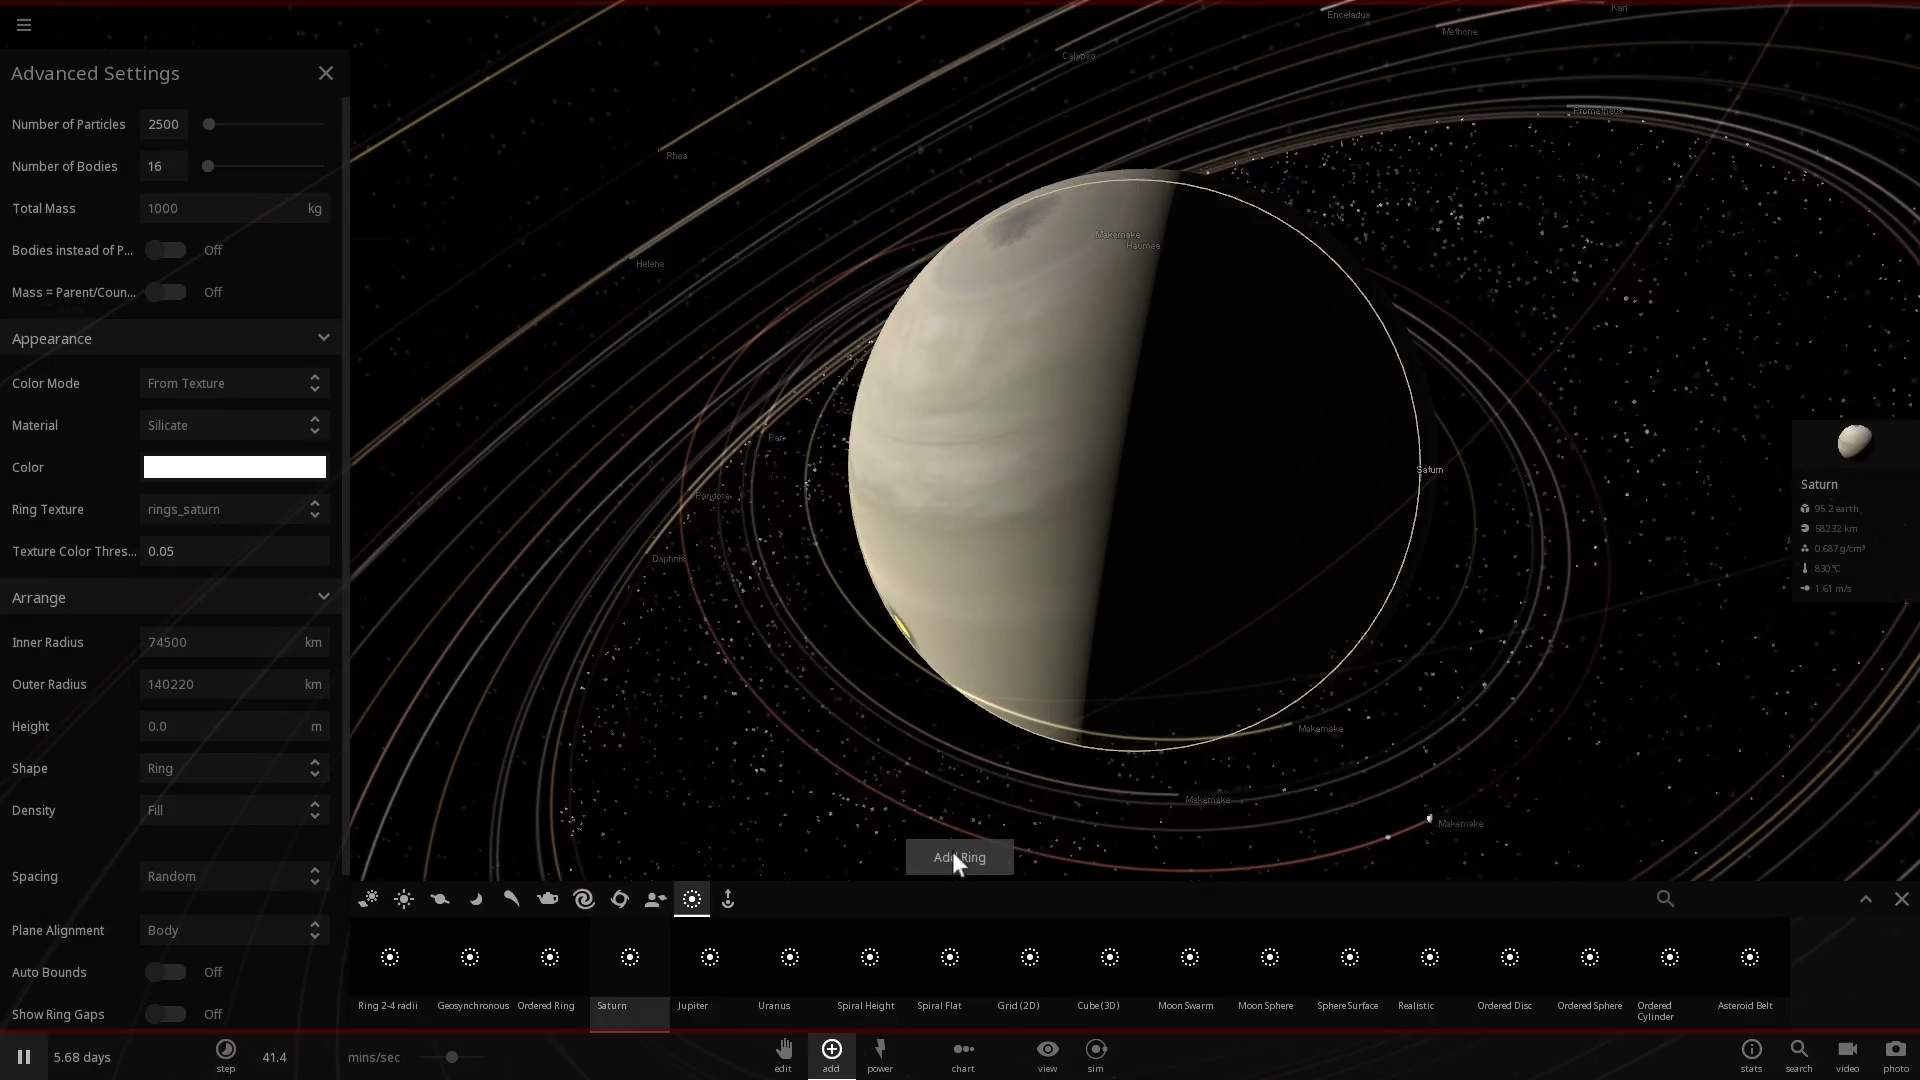 Advanced Settings
Number of Particles 2500
Number of Bodies 16
Total Mass 1000 kg
Bodies instead of P... Off
Mass = Parent/Coun... Off
Appearance
Color Mode From Texture
Material Silicate
Color
Ring Texture rings_saturn
Texture Color Thres... 0.05
Arrange
Inner Radius 74500 km
Outer Radius 140220 km
Height 0.0 m
Shape Ring
Density Fill
Spacing Random
Plane Alignment Body
Auto Bounds Off
Show Ring Gaps Off
Enceladus
Kari
Methone
Calypso
Prometheus
Rhea
Makemake
Haumea
Helene
Pan
Saturn
Pandora
Daphnis
Makemake
Makemake
Makemake
Saturn
95.2 earth
58232 km
0.687 g/cm³
830 °C
1.61 m/s
Add Ring
Ring 2-4 radii
Geosynchronous
Ordered Ring
Saturn
Jupiter
Uranus
Spiral Height
Spiral Flat
Grid (2D)
Cube (3D)
Moon Swarm
Moon Sphere
Sphere Surface
Realistic
Ordered Disc
Ordered Sphere
Ordered
Cylinder
Asteroid Belt
5.68 days
step
41.4 mins/sec
edit
add
power
chart
view
sim
stats
search
video
photo